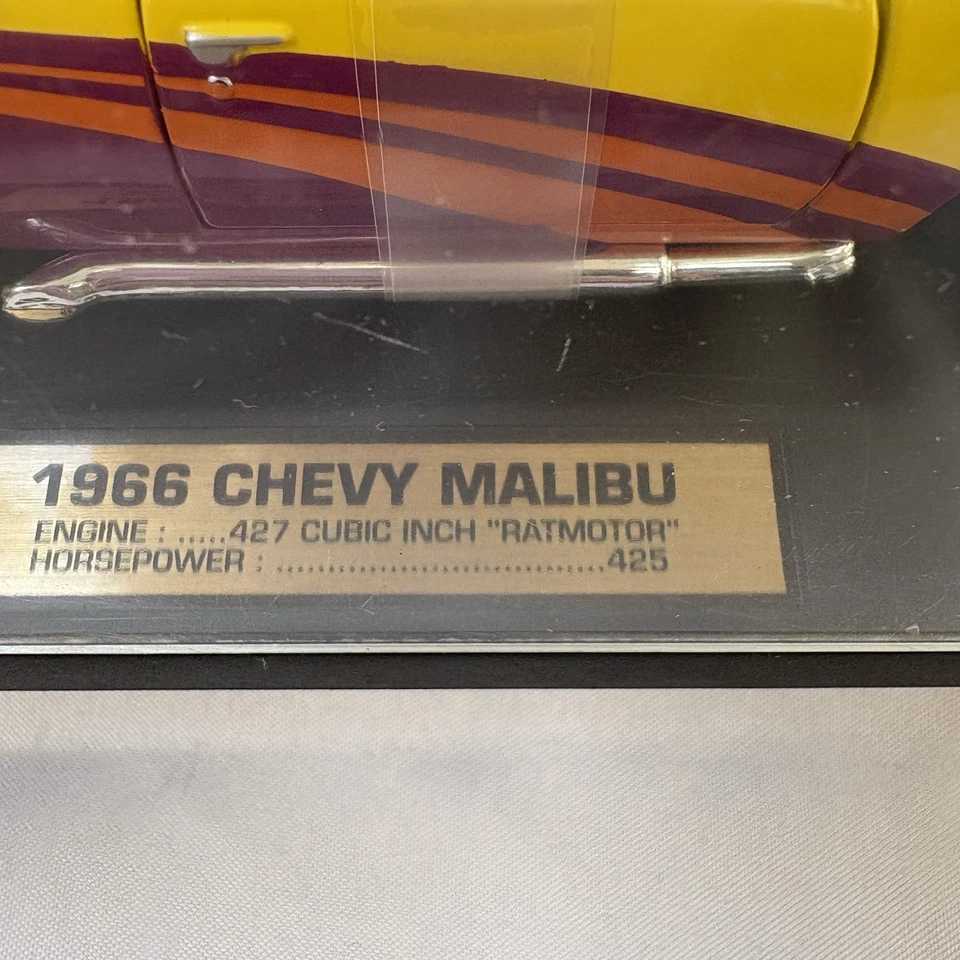 1966 CHEVY MALIBU
ENGINE : .....427 CUBIC INCH "RATMOTOR"
HORSEPOWER : ........................................425